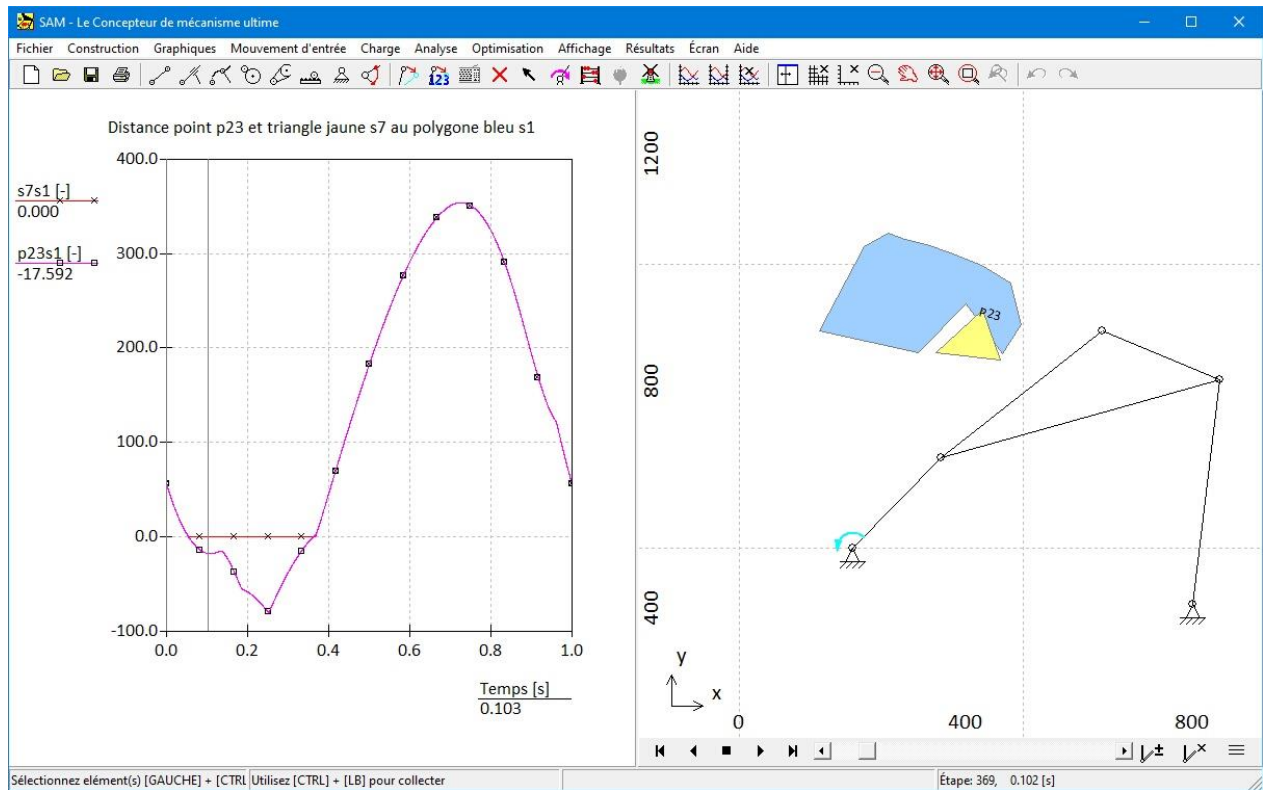 SAM - Le Concepteur de mécanisme ultime
Fichier Construction Graphiques Mouvement d'entrée Charge Analyse Optimisation Affichage Résultats Écran Aide
123
Distance point p23 et triangle jaune s7 au polygone bleu s1
s7s1 [-]
0.000
p23s1 [-]
-17.592
400.0
300.0
200.0
100.0
0.0
-100.0
0.0 0.2 0.4 0.6 0.8 1.0
Temps [s]
0.103
1200
800
400
P23
y
x
0 400 800
Sélectionnez elément(s) [GAUCHE] + [CTRL Utilisez [CTRL] + [LB] pour collecter
Étape: 369, 0.102 [s]